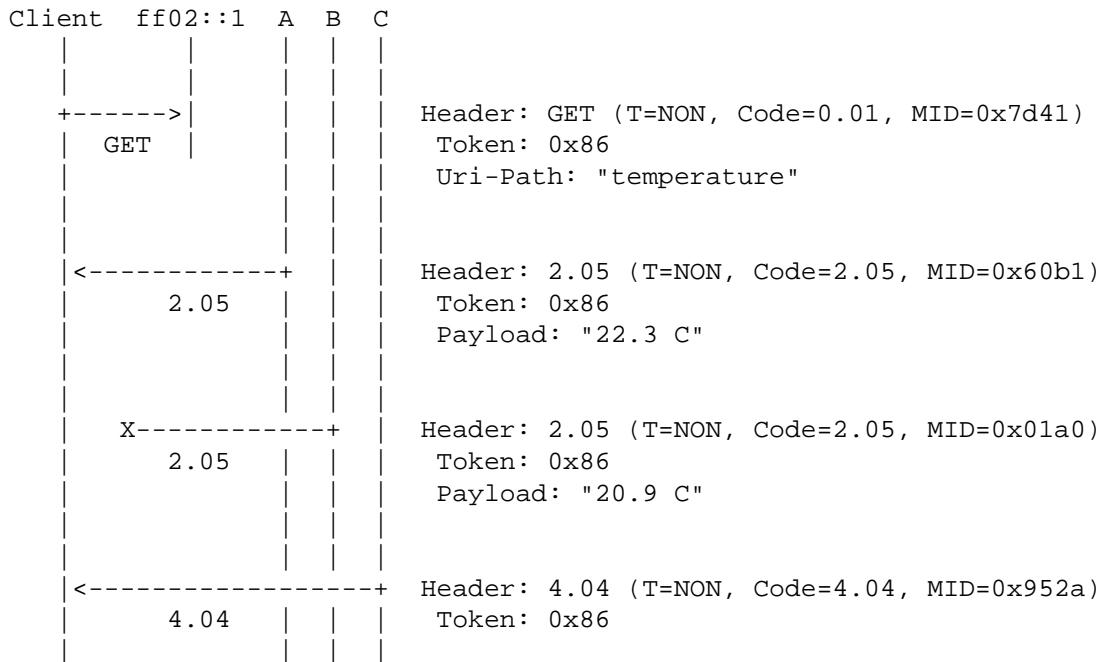 Client ff02::1 A B C
Header: GET (T=NON, Code=0.01, MID=0x7d41)
GET Token: 0x86
Uri-Path: "temperature"
Header: 2.05 (T=NON, Code=2.05, MID=0x60b1)
2.05 Token: 0x86
Payload: "22.3 C"
X Header: 2.05 (T=NON, Code=2.05, MID=0x01a0)
2.05 Token: 0x86
Payload: "20.9 C"
Header: 4.04 (T=NON, Code=4.04, MID=0x952a)
4.04 Token: 0x86